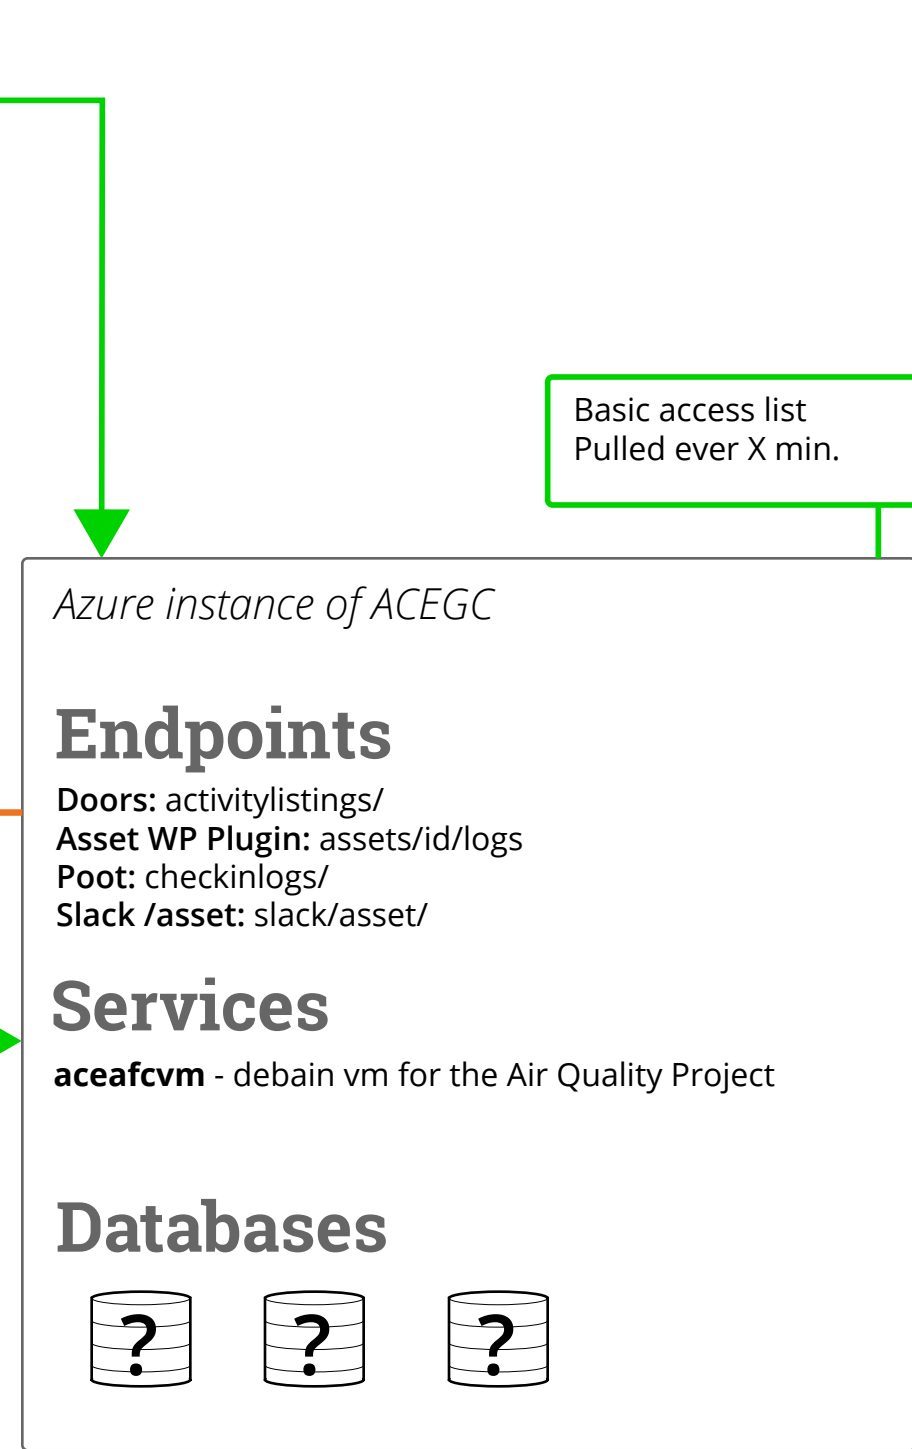 Basic access list
Pulled ever X min.
Azure instance of ACEGC
Endpoints
Doors: activitylistings/
Asset WP Plugin: assets/id/logs
Poot: checkinlogs/
Slack /asset: slack/asset/
Services
aceafcvm - debain vm for the Air Quality Project
Databases
? ? ?